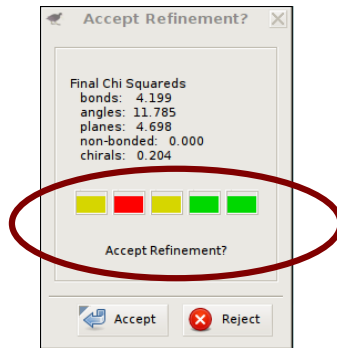 Accept Refinement?
Final Chi Squareds
bonds: 4.199
angles: 11.785
planes: 4.698
non-bonded: 0.000
chirals: 0.204
Accept Refinement?
Accept Reject